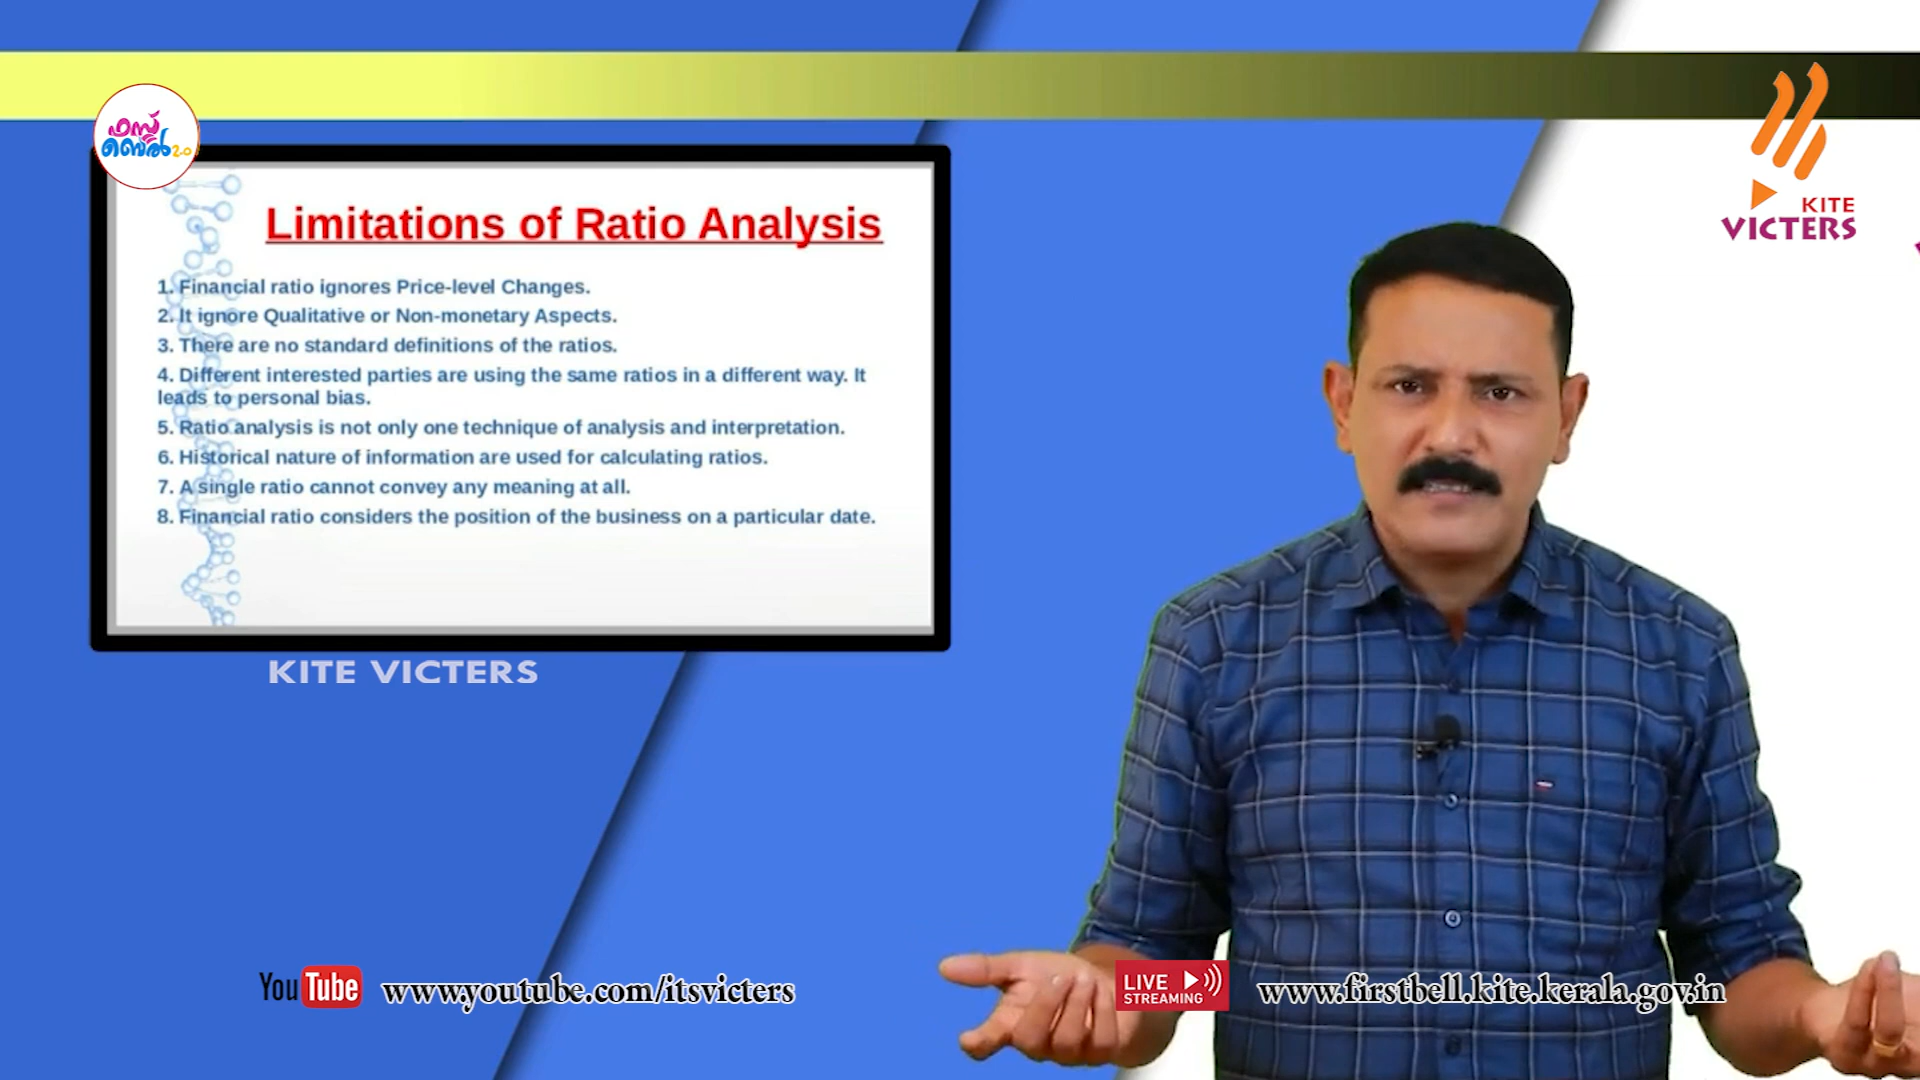 ഫസ്റ്റ്
ബെൽ 2.0
KITE
VICTERS
Limitations of Ratio Analysis
1. Financial ratio ignores Price-level Changes.
2. It ignore Qualitative or Non-monetary Aspects.
3. There are no standard definitions of the ratios.
4. Different interested parties are using the same ratios in a different way. It
leads to personal bias.
5. Ratio analysis is not only one technique of analysis and interpretation.
6. Historical nature of information are used for calculating ratios.
7. A single ratio cannot convey any meaning at all.
8. Financial ratio considers the position of the business on a particular date.
KITE VICTERS
YouTube www.youtube.com/itsvicters
LIVE
STREAMING
www.firstbell.kite.kerala.gov.in